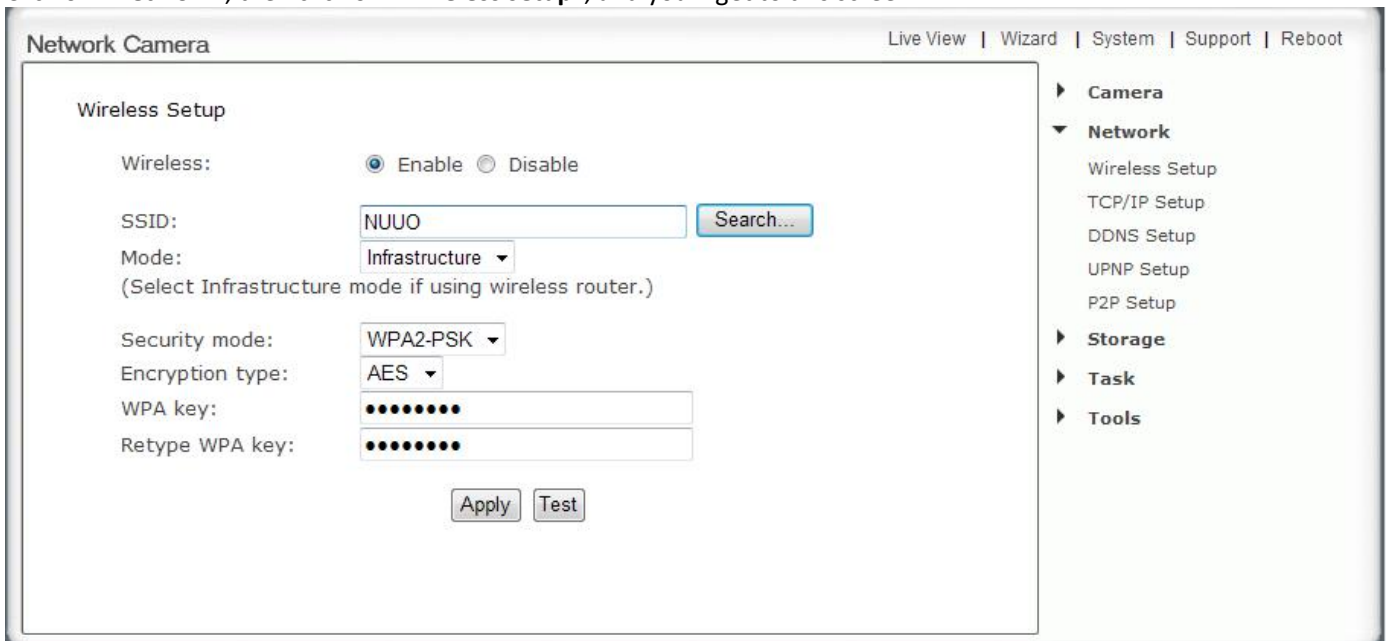 Network Camera
Live View | Wizard | System | Support | Reboot
Wireless Setup
Wireless: Enable Disable
SSID: NUUO Search...
Mode: Infrastructure
(Select Infrastructure mode if using wireless router.)
Security mode: WPA2-PSK
Encryption type: AES
WPA key: ••••••••
Retype WPA key: ••••••••
Apply Test
Camera
Network
Wireless Setup
TCP/IP Setup
DDNS Setup
UPNP Setup
P2P Setup
Storage
Task
Tools